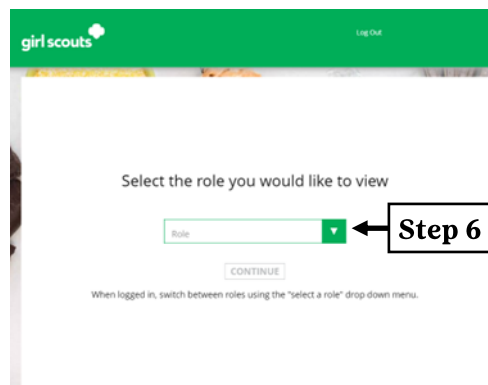 girl scouts
Log Out
Select the role you would like to view
Role
Step 6
CONTINUE
When logged in, switch between roles using the "select a role" drop down menu.